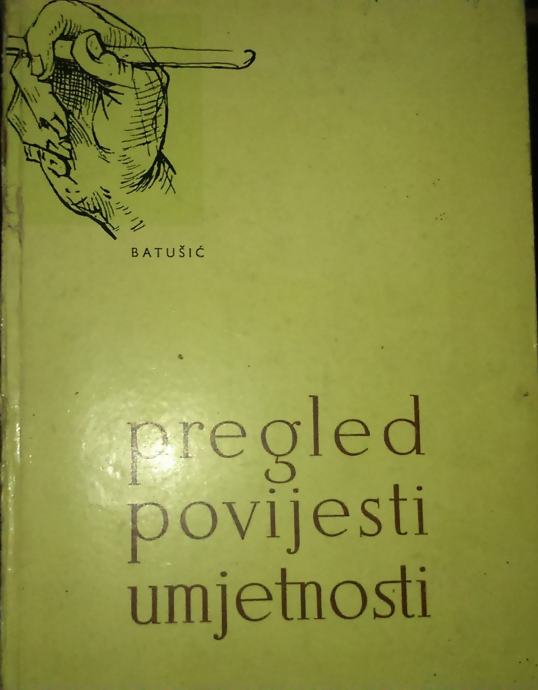 BATUŠIĆ
pregled
povijesti
umjetnosti